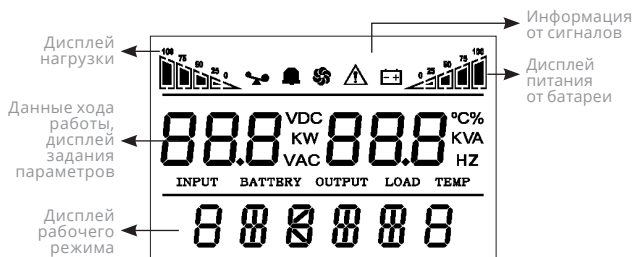 Дисплей
нагрузки
Информация
от сигналов
100 75 50 25 0
0 25 50 75 100
Дисплей
питания
от батареи
Данные хода
работы,
дисплей
задания
параметров
88.8 VDC KW VAC 88.8 °C% KVA HZ
INPUT BATTERY OUTPUT LOAD TEMP
Дисплей
рабочего
режима